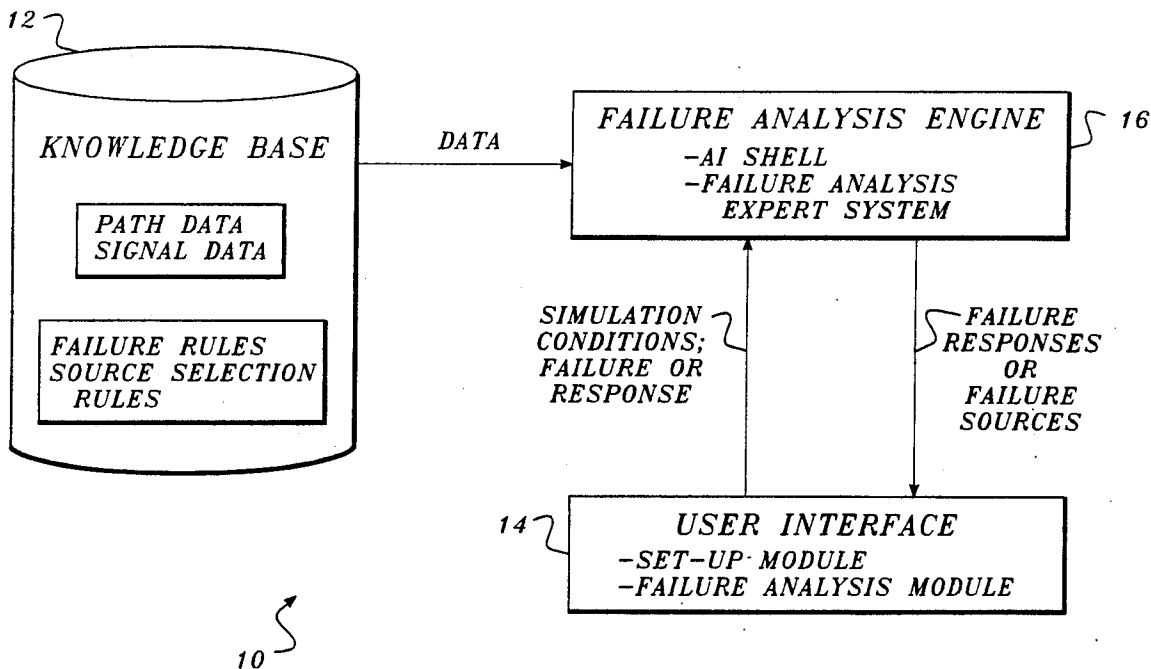 12
KNOWLEDGE BASE
PATH DATA
SIGNAL DATA
FAILURE RULES
SOURCE SELECTION
RULES
DATA
FAILURE ANALYSIS ENGINE
-AI SHELL
-FAILURE ANALYSIS
EXPERT SYSTEM
16
SIMULATION
CONDITIONS;
FAILURE OR
RESPONSE
FAILURE
RESPONSES
OR
FAILURE
SOURCES
14
USER INTERFACE
-SET-UP MODULE
-FAILURE ANALYSIS MODULE
10